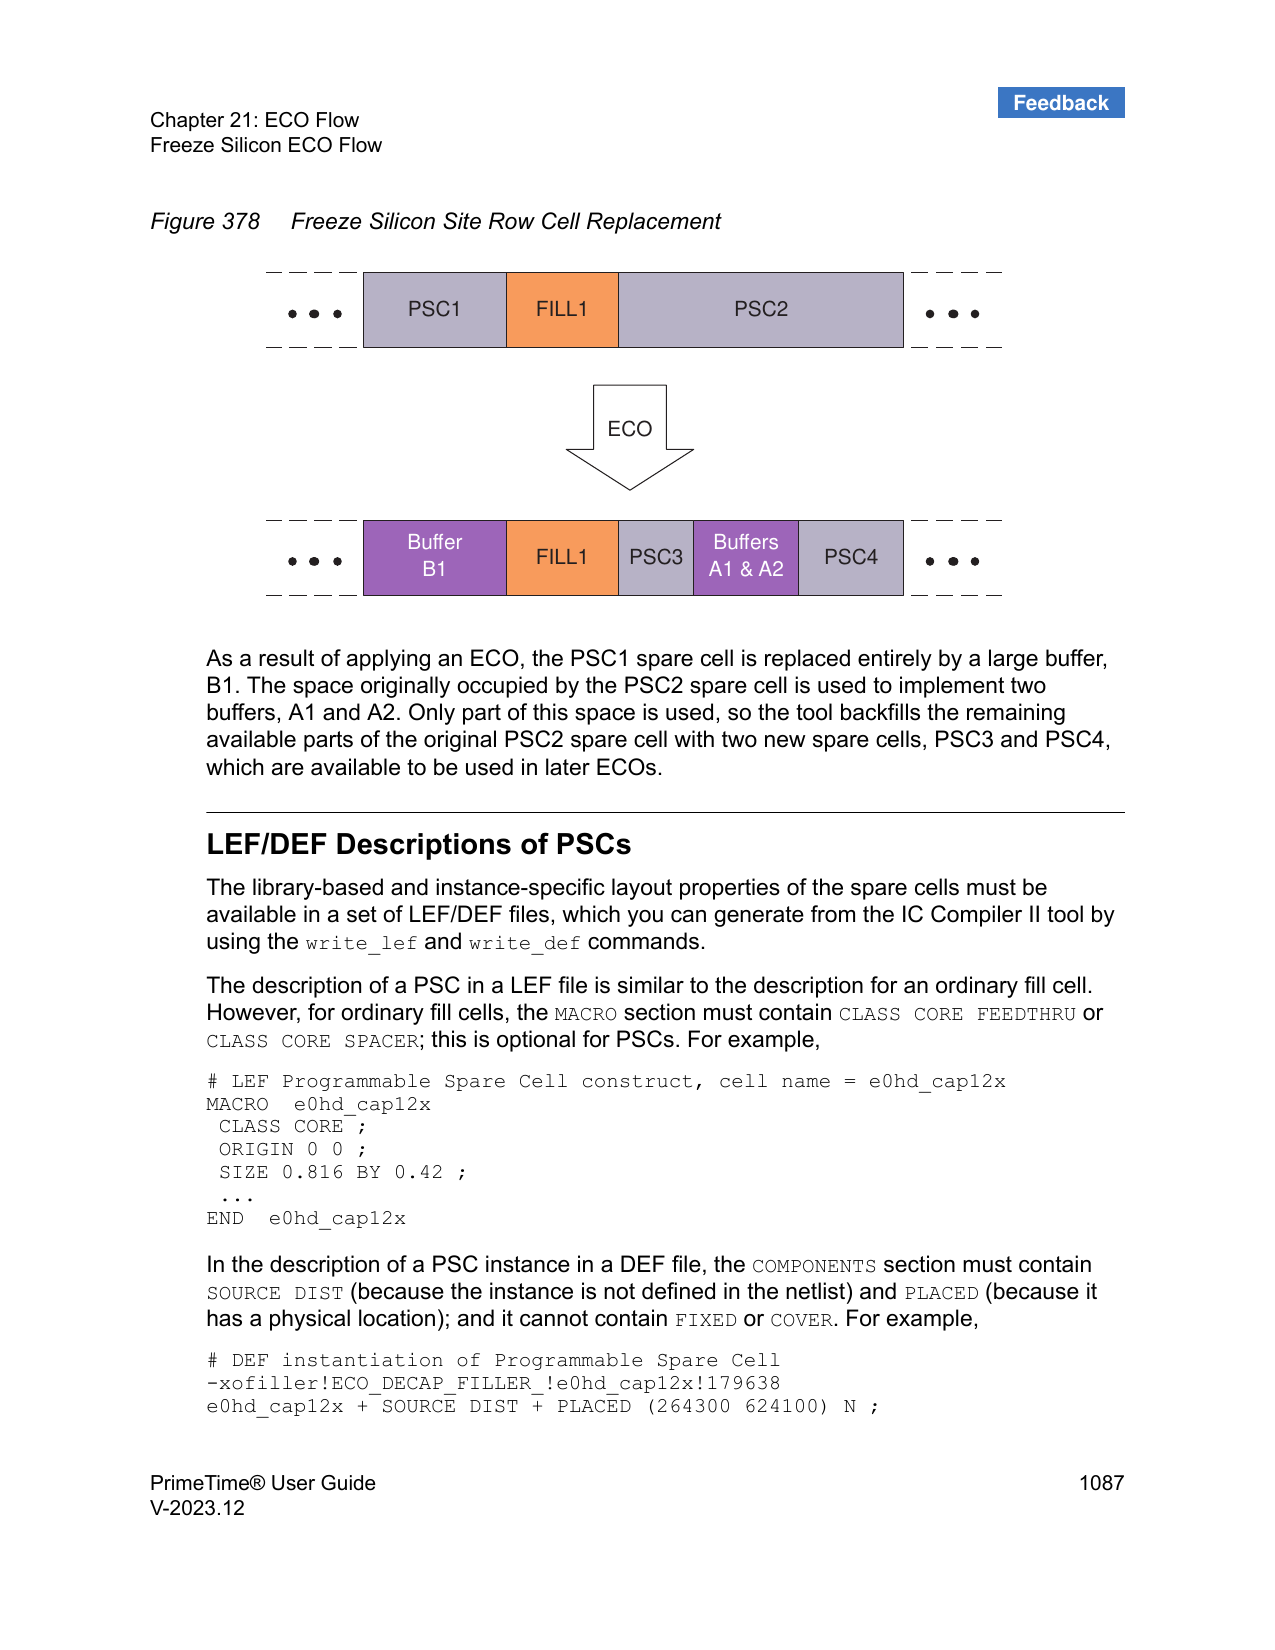 Feedback
Chapter 21: ECO Flow
Freeze Silicon ECO Flow
Figure 378 Freeze Silicon Site Row Cell Replacement
PSC1 FILL1 PSC2
ECO
Buffer B1 FILL1 PSC3 Buffers A1 & A2 PSC4
As a result of applying an ECO, the PSC1 spare cell is replaced entirely by a large buffer,
B1. The space originally occupied by the PSC2 spare cell is used to implement two
buffers, A1 and A2. Only part of this space is used, so the tool backfills the remaining
available parts of the original PSC2 spare cell with two new spare cells, PSC3 and PSC4,
which are available to be used in later ECOs.
LEF/DEF Descriptions of PSCs
The library-based and instance-specific layout properties of the spare cells must be
available in a set of LEF/DEF files, which you can generate from the IC Compiler II tool by
using the write_lef and write_def commands.
The description of a PSC in a LEF file is similar to the description for an ordinary fill cell.
However, for ordinary fill cells, the MACRO section must contain CLASS CORE FEEDTHRU or
CLASS CORE SPACER; this is optional for PSCs. For example,
# LEF Programmable Spare Cell construct, cell name = e0hd_cap12x
MACRO  e0hd_cap12x
 CLASS CORE ;
 ORIGIN 0 0 ;
 SIZE 0.816 BY 0.42 ;
 ...
END  e0hd_cap12x
In the description of a PSC instance in a DEF file, the COMPONENTS section must contain
SOURCE DIST (because the instance is not defined in the netlist) and PLACED (because it
has a physical location); and it cannot contain FIXED or COVER. For example,
# DEF instantiation of Programmable Spare Cell
-xofiller!ECO_DECAP_FILLER_!e0hd_cap12x!179638
e0hd_cap12x + SOURCE DIST + PLACED (264300 624100) N ;
PrimeTime® User Guide 1087
V-2023.12